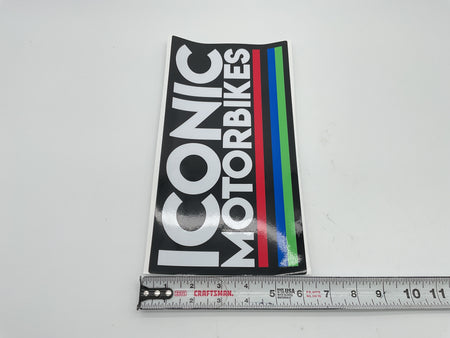 ICONIC
MOTORBIKES
1 2 3 4 5 6 7 8 9 10 11
CRAFTSMAN